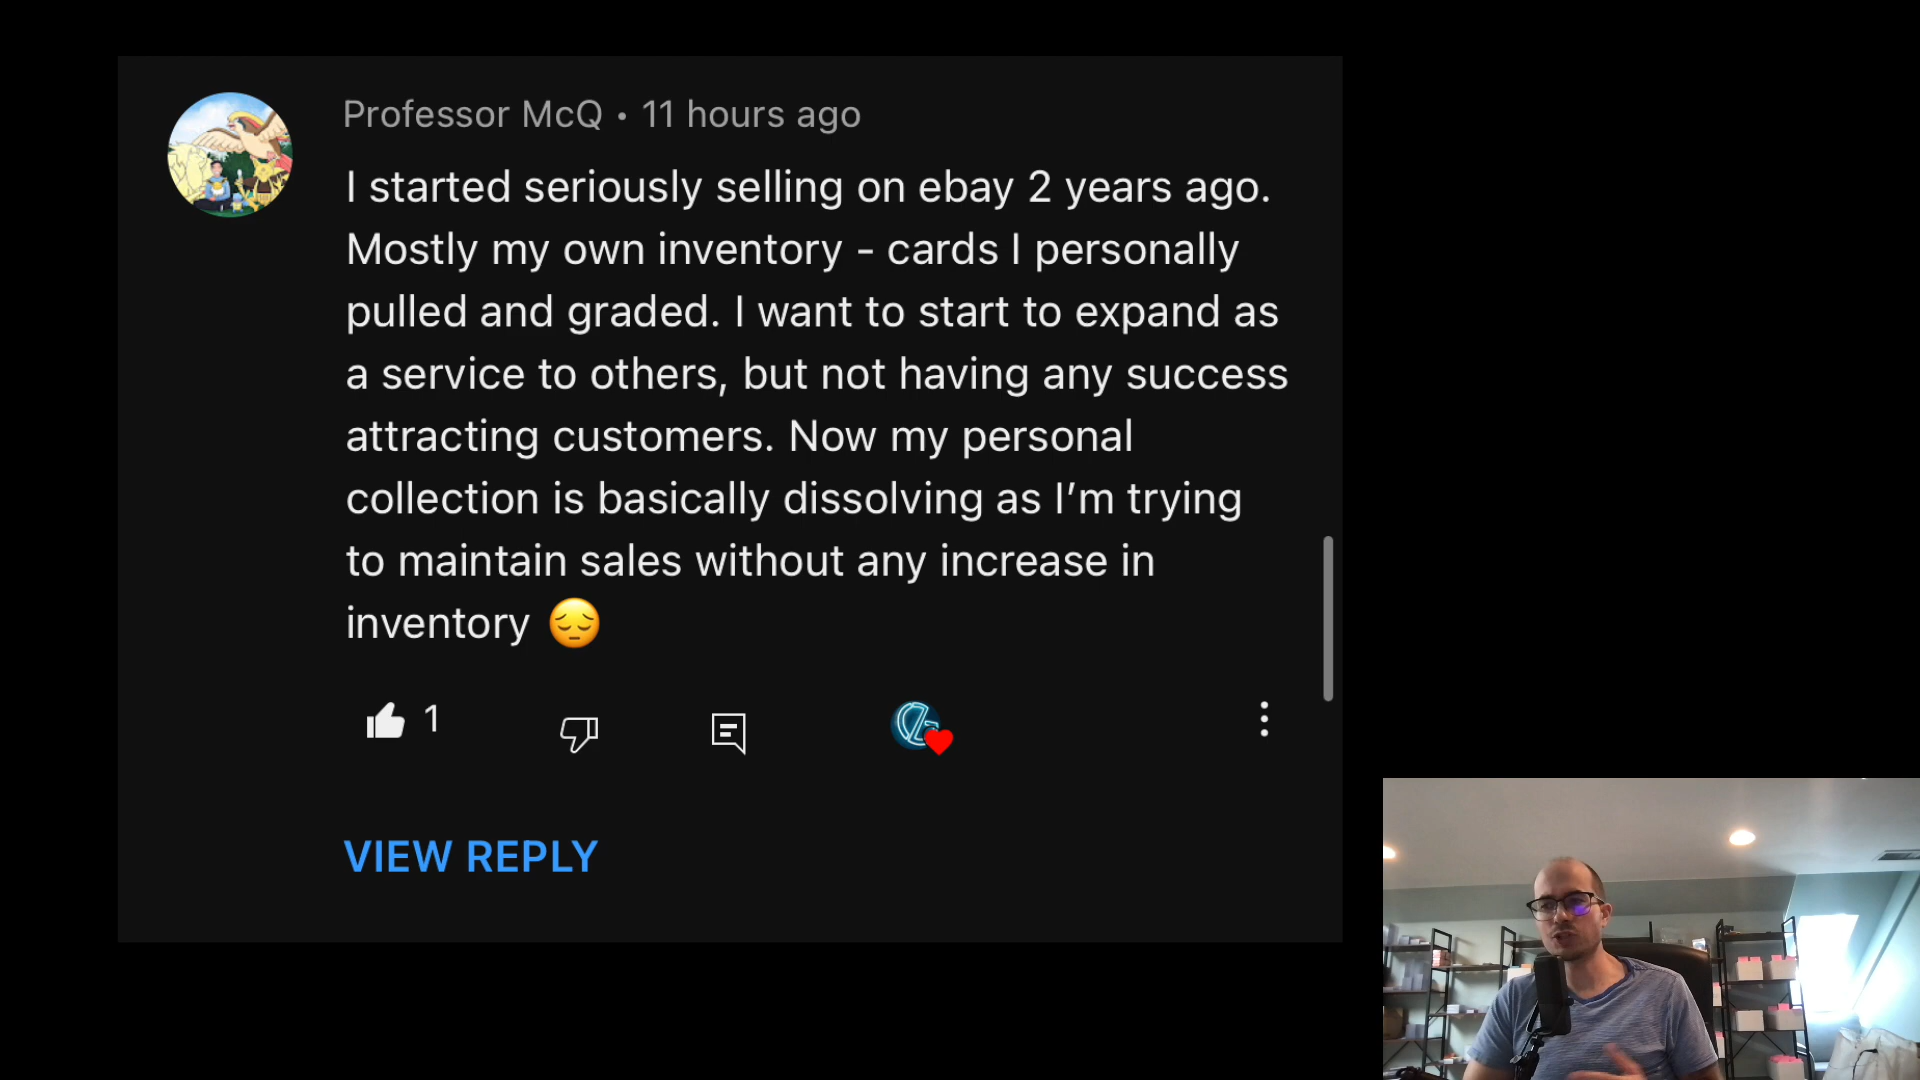 Professor McQ • 11 hours ago
I started seriously selling on ebay 2 years ago.
Mostly my own inventory - cards I personally
pulled and graded. I want to start to expand as
a service to others, but not having any success
attracting customers. Now my personal
collection is basically dissolving as I’m trying
to maintain sales without any increase in
inventory 😔
1
VIEW REPLY